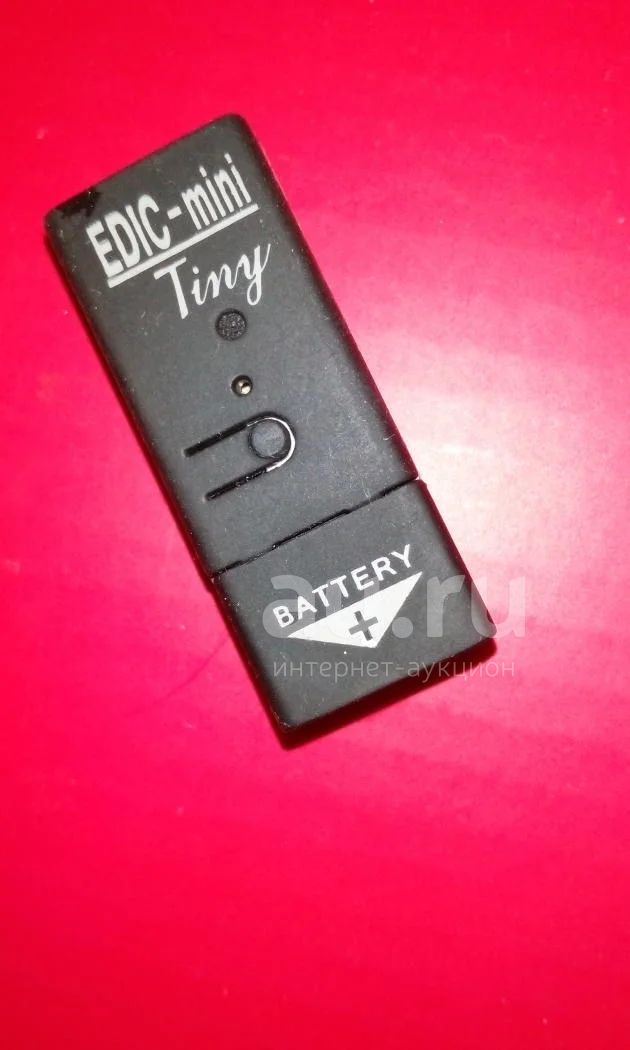 EDIC-mini
Tiny
BATTERY
+
au.ru
интернет-аукцион